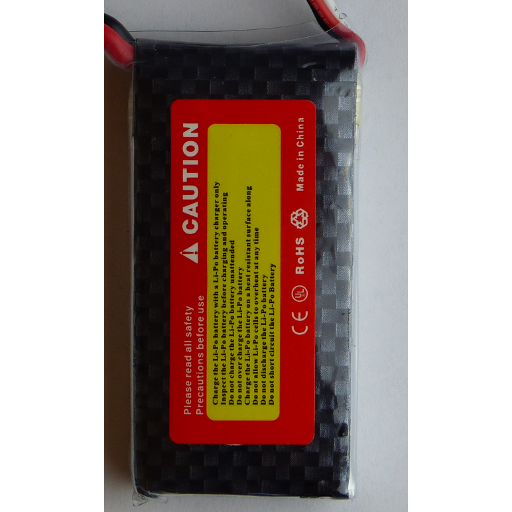 CAUTION
Please read all safety
Precautions before use
Charge the Li-Po battery with a Li-Po battery charger only
Inspect the Li-Po battery before charging and operating
Do not charge the Li-Po battery unattended
Do not over charge the Li-Po battery
Charge the Li-Po battery on a heat resistant surface along
Do not allow Li-Po cells to overheat at any time
Do not discharge the Li-Po battery
Do not short circuit the Li-Po Battery
CE UL RoHS Made in China